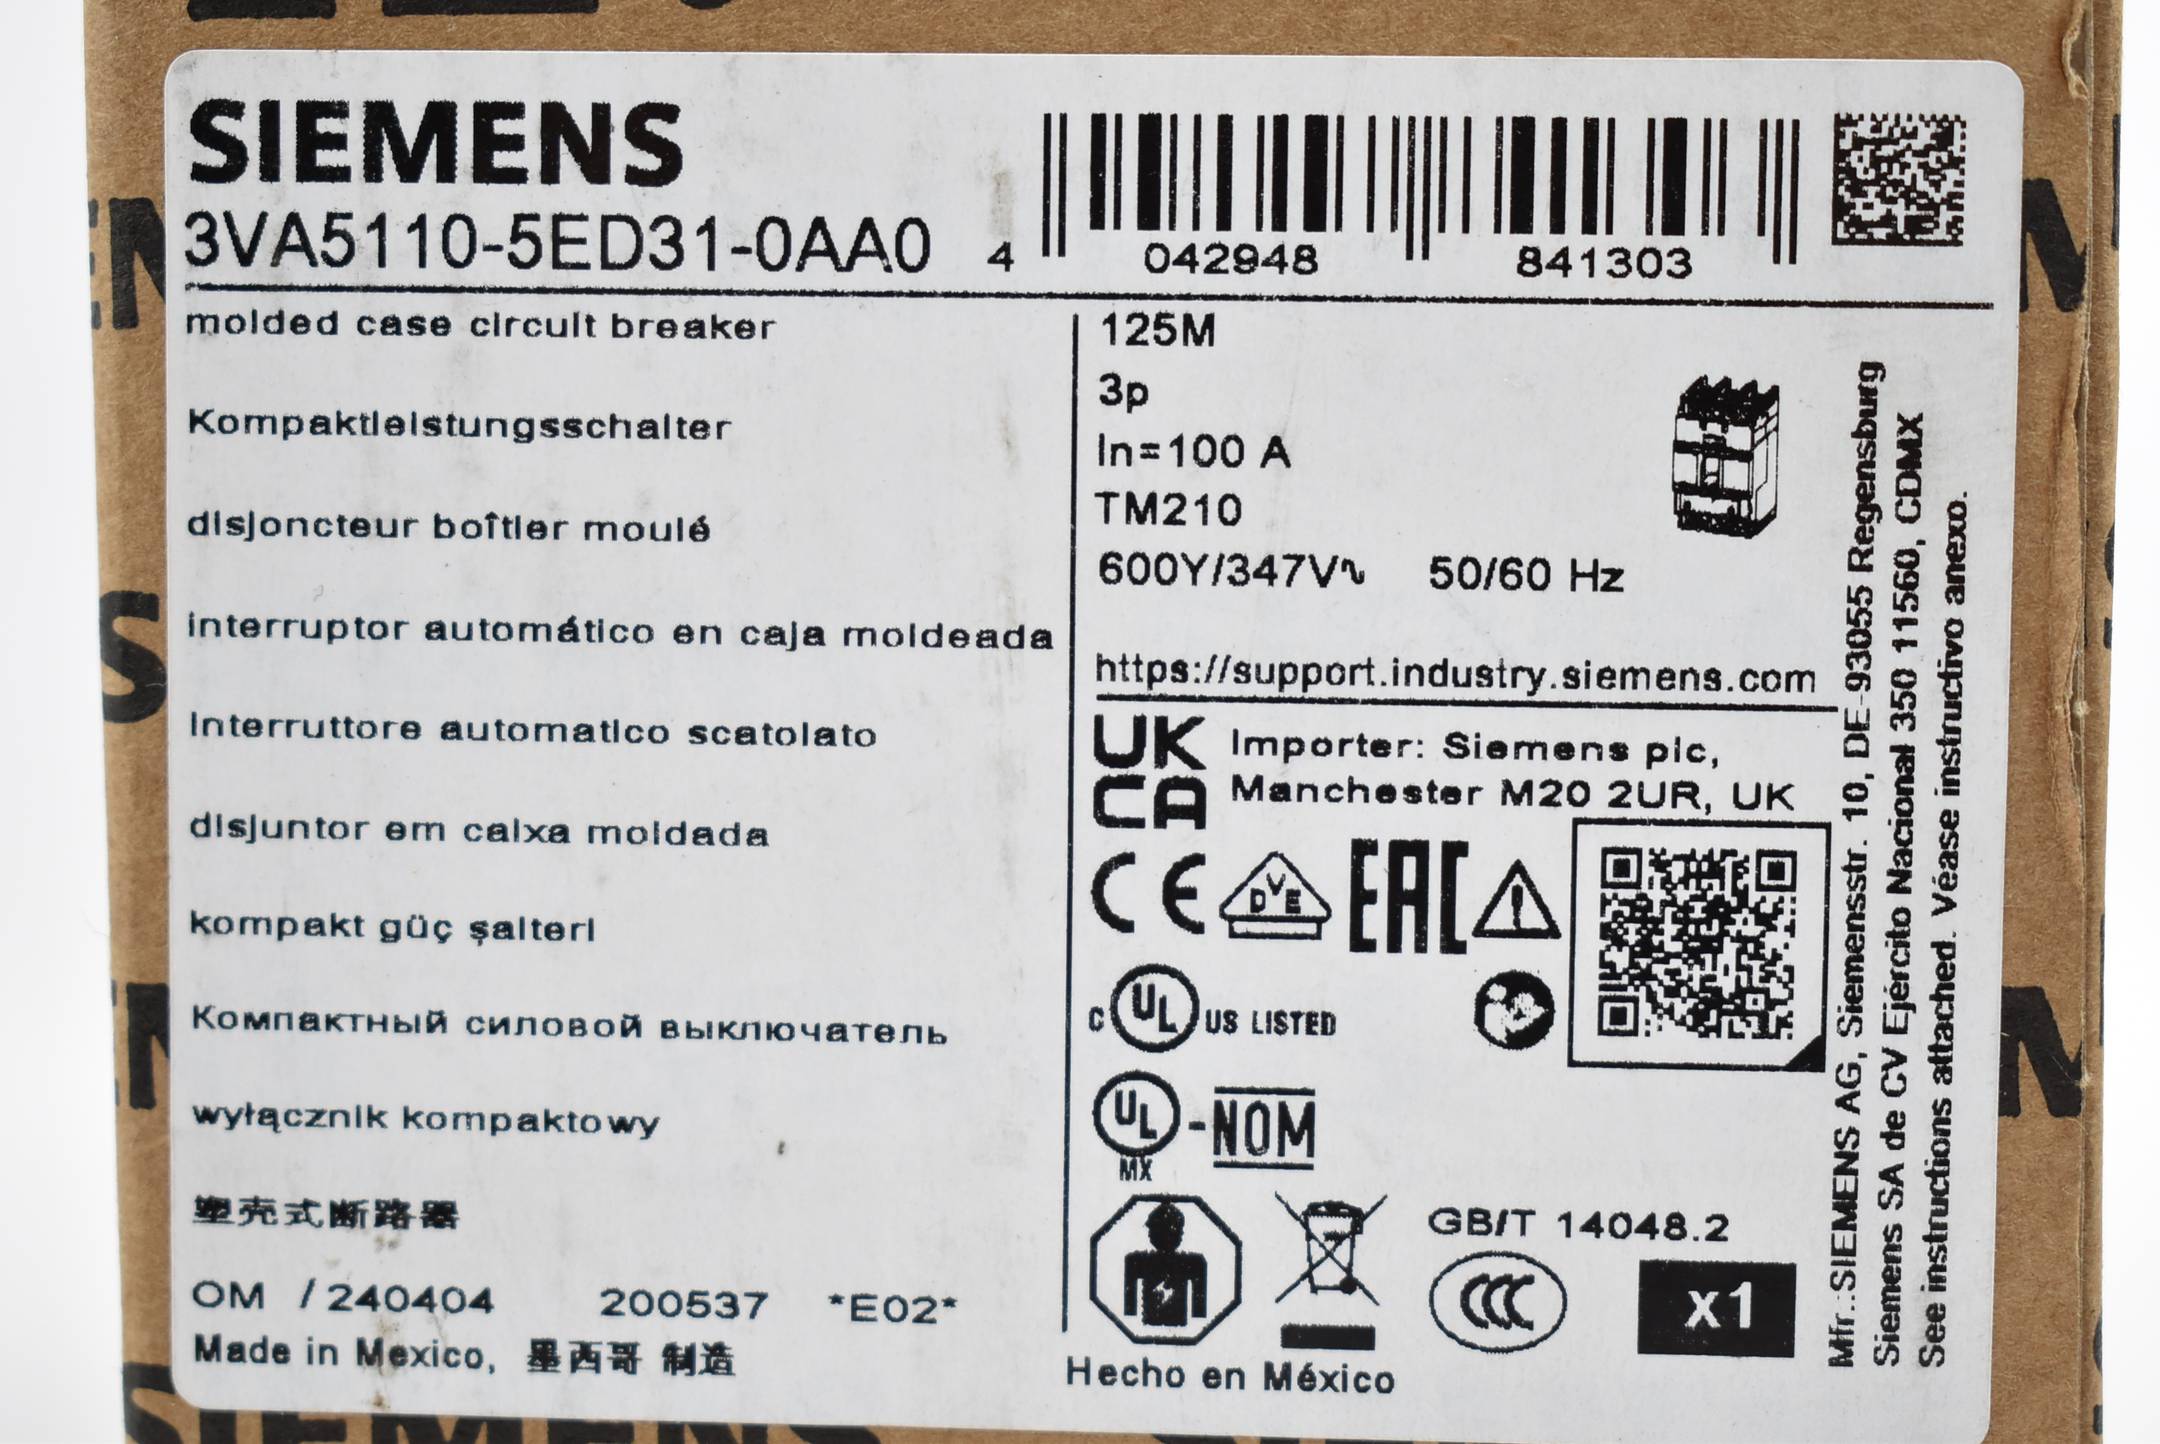 SIEMENS
3VA5110-5ED31-0AA0
4 042948 841303
molded case circuit breaker
Kompaktleistungsschalter
disjoncteur boîtier moulé
interruptor automático en caja moldeada
Interruttore automatico scatolato
disjuntor em caixa moldada
kompakt güç şalteri
Компактный силовой выключатель
wyłącznik kompaktowy
塑壳式断路器
OM /240404 200537 *E02*
Made in Mexico, 墨西哥 制造
125M
3p
In=100 A
TM210
600Y/347V~ 50/60 Hz
https://support.industry.siemens.com
UK
CA
Importer: Siemens plc,
Manchester M20 2UR, UK
CE DVE EAC
C UL US LISTED
UL
MX
-NOM
GB/T 14048.2
CCC
x1
Hecho en México
Mfr.:SIEMENS AG, Siemensstr. 10, DE-93055 Regensburg
Siemens SA de CV Ejército Nacional 350 11560, CDMX
See instructions attached. Véase instructivo anexo.